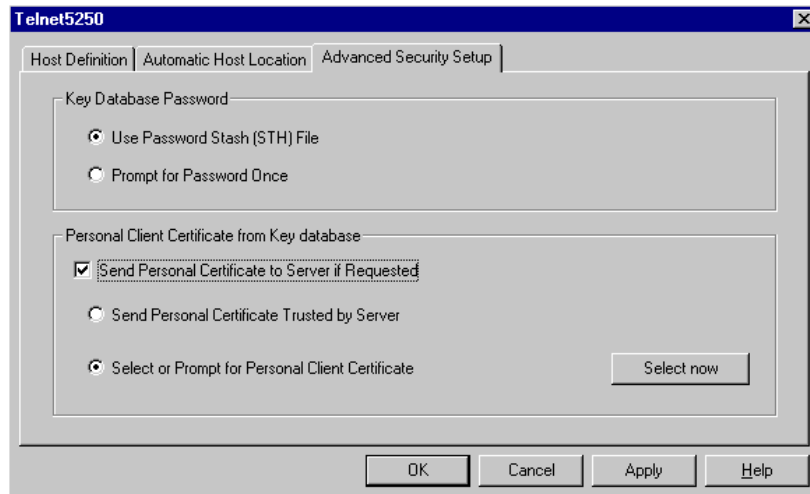 Telnet5250
Host Definition Automatic Host Location Advanced Security Setup
Key Database Password
Use Password Stash (STH) File
Prompt for Password Once
Personal Client Certificate from Key database
Send Personal Certificate to Server if Requested
Send Personal Certificate Trusted by Server
Select or Prompt for Personal Client Certificate Select now
OK Cancel Apply Help